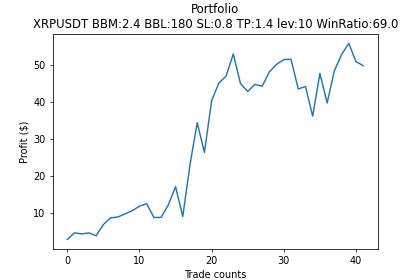 Portfolio
XRPUSDT BBM:2.4 BBL:180 SL:0.8 TP:1.4 lev:10 WinRatio:69.0
50
40
30
20
10
Profit ($)
0
10
20
30
40
Trade counts